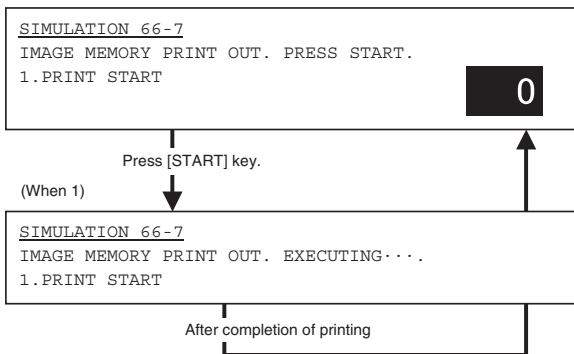 SIMULATION 66-7
IMAGE MEMORY PRINT OUT. PRESS START.
1.PRINT START
0
Press [START] key.
(When 1)
SIMULATION 66-7
IMAGE MEMORY PRINT OUT. EXECUTING···.
1.PRINT START
After completion of printing